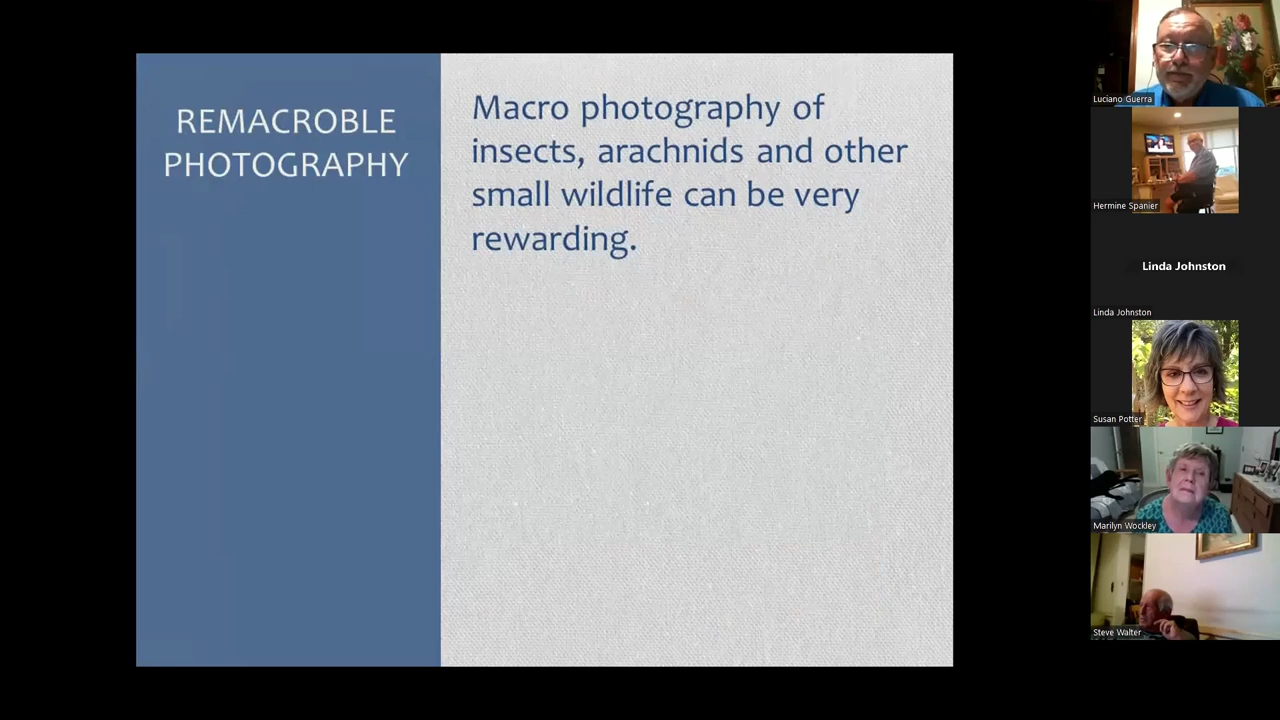 REMACROBLE
PHOTOGRAPHY
Macro photography of
insects, arachnids and other
small wildlife can be very
rewarding.
Luciano Guerra
Hermine Spanier
Linda Johnston
Linda Johnston
Susan Potter
Marilyn Wockley
Steve Walter